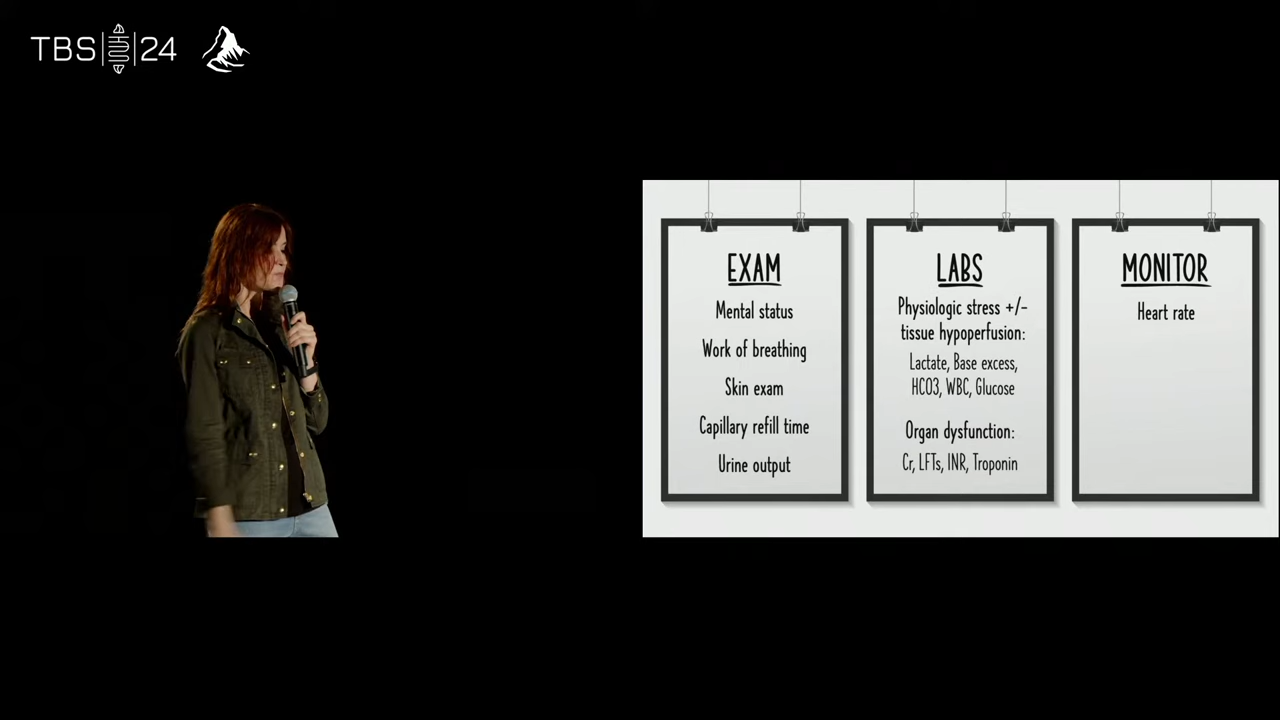 TBS 24
EXAM
Mental status
Work of breathing
Skin exam
Capillary refill time
Urine output
LABS
Physiologic stress +/-
tissue hypoperfusion:
Lactate, Base excess,
HCO3, WBC, Glucose
Organ dysfunction:
Cr, LFTs, INR, Troponin
MONITOR
Heart rate